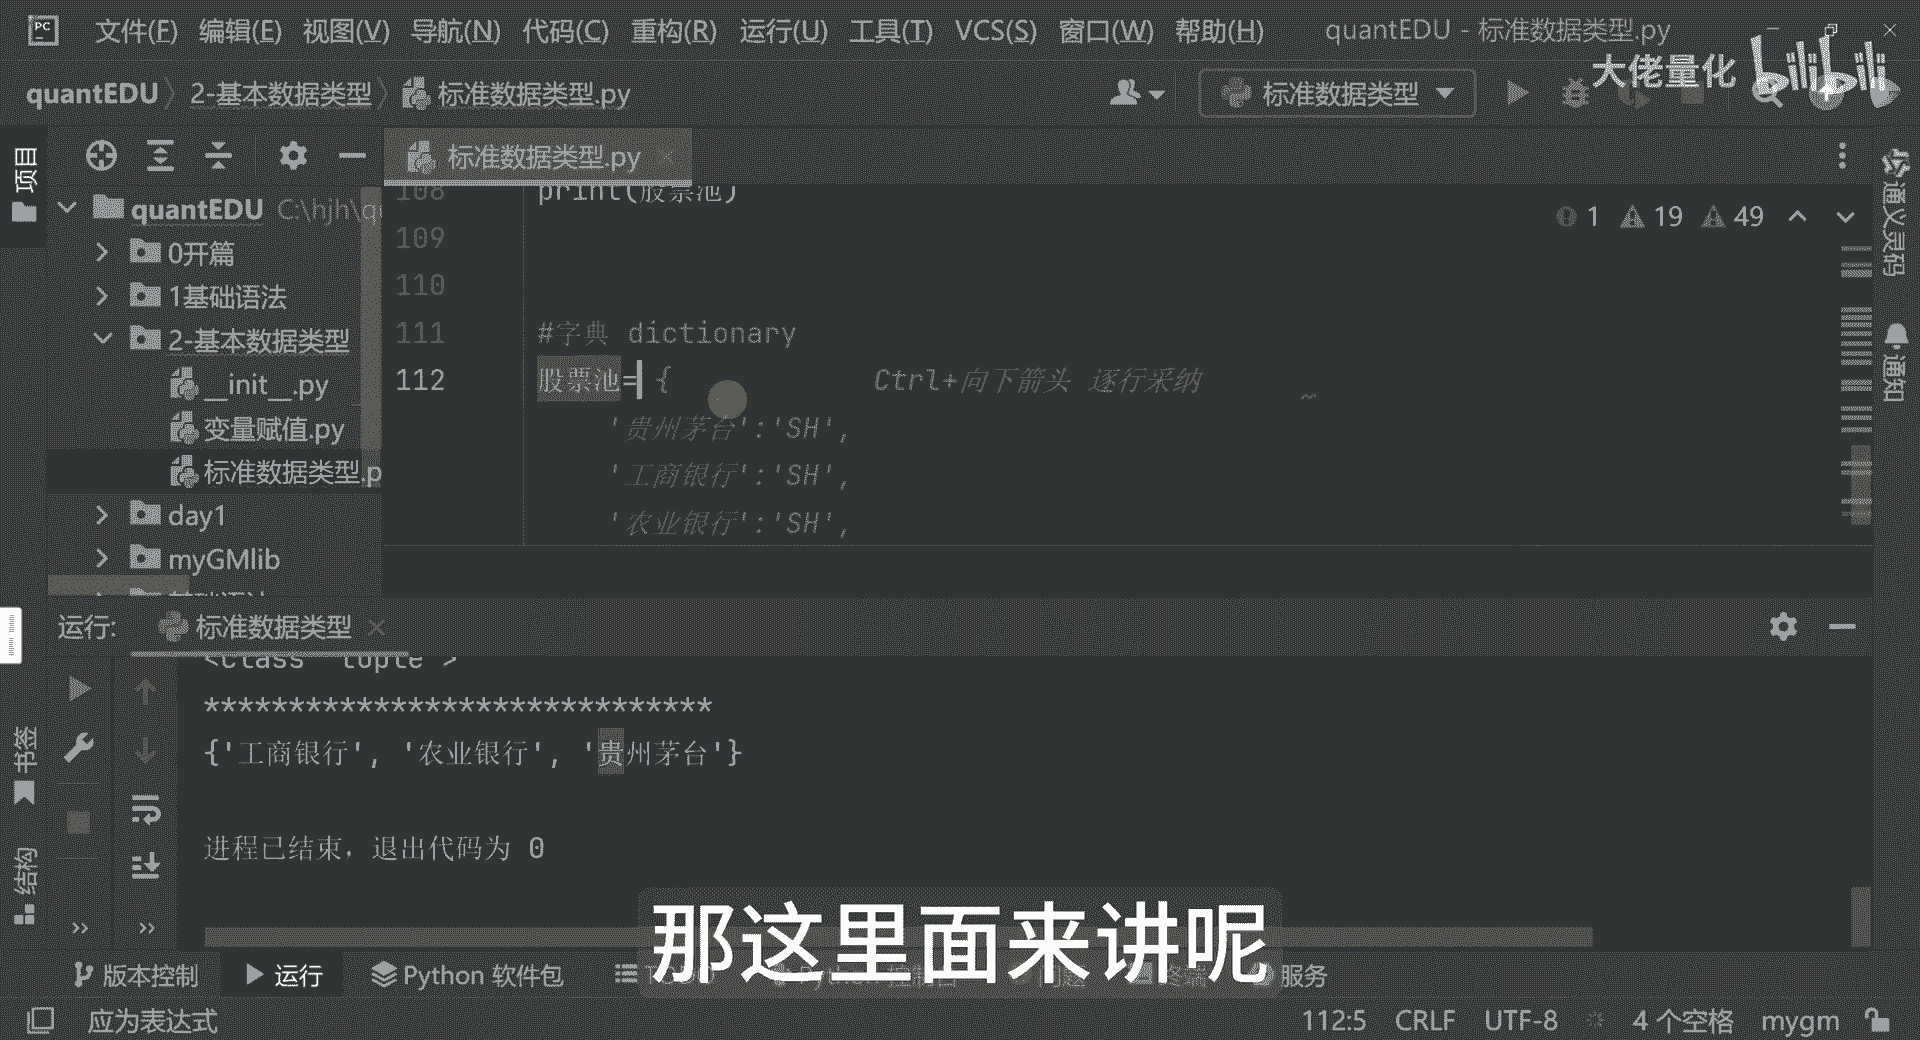 PC 文件(F) 编辑(E) 视图(V) 导航(N) 代码(C) 重构(R) 运行(U) 工具(T) VCS(S) 窗口(W) 帮助(H) quantEDU - 标准数据类型.py
大佬量化 bilibili
quantEDU 2-基本数据类型 标准数据类型.py 标准数据类型
项目
标准数据类型.py
quantEDU C:\hjh\q
0开篇
1基础语法
2-基本数据类型
__init__.py
变量赋值.py
标准数据类型.p
day1
myGMlib
108 print(股票池)
109
110
111 #字典 dictionary
112 股票池= { Ctrl+向下箭头 逐行采纳
'贵州茅台':'SH',
'工商银行':'SH',
'农业银行':'SH',
1 19 49
通义灵码
通知
运行: 标准数据类型
<class 'tuple'>
******************************
{'工商银行', '农业银行', '贵州茅台'}
进程已结束，退出代码为 0
书签
结构
那这里面来讲呢
版本控制 运行 Python 软件包 TODO Python 控制台 问题 终端 服务
应为表达式 112:5 CRLF UTF-8 4 个空格 mygm